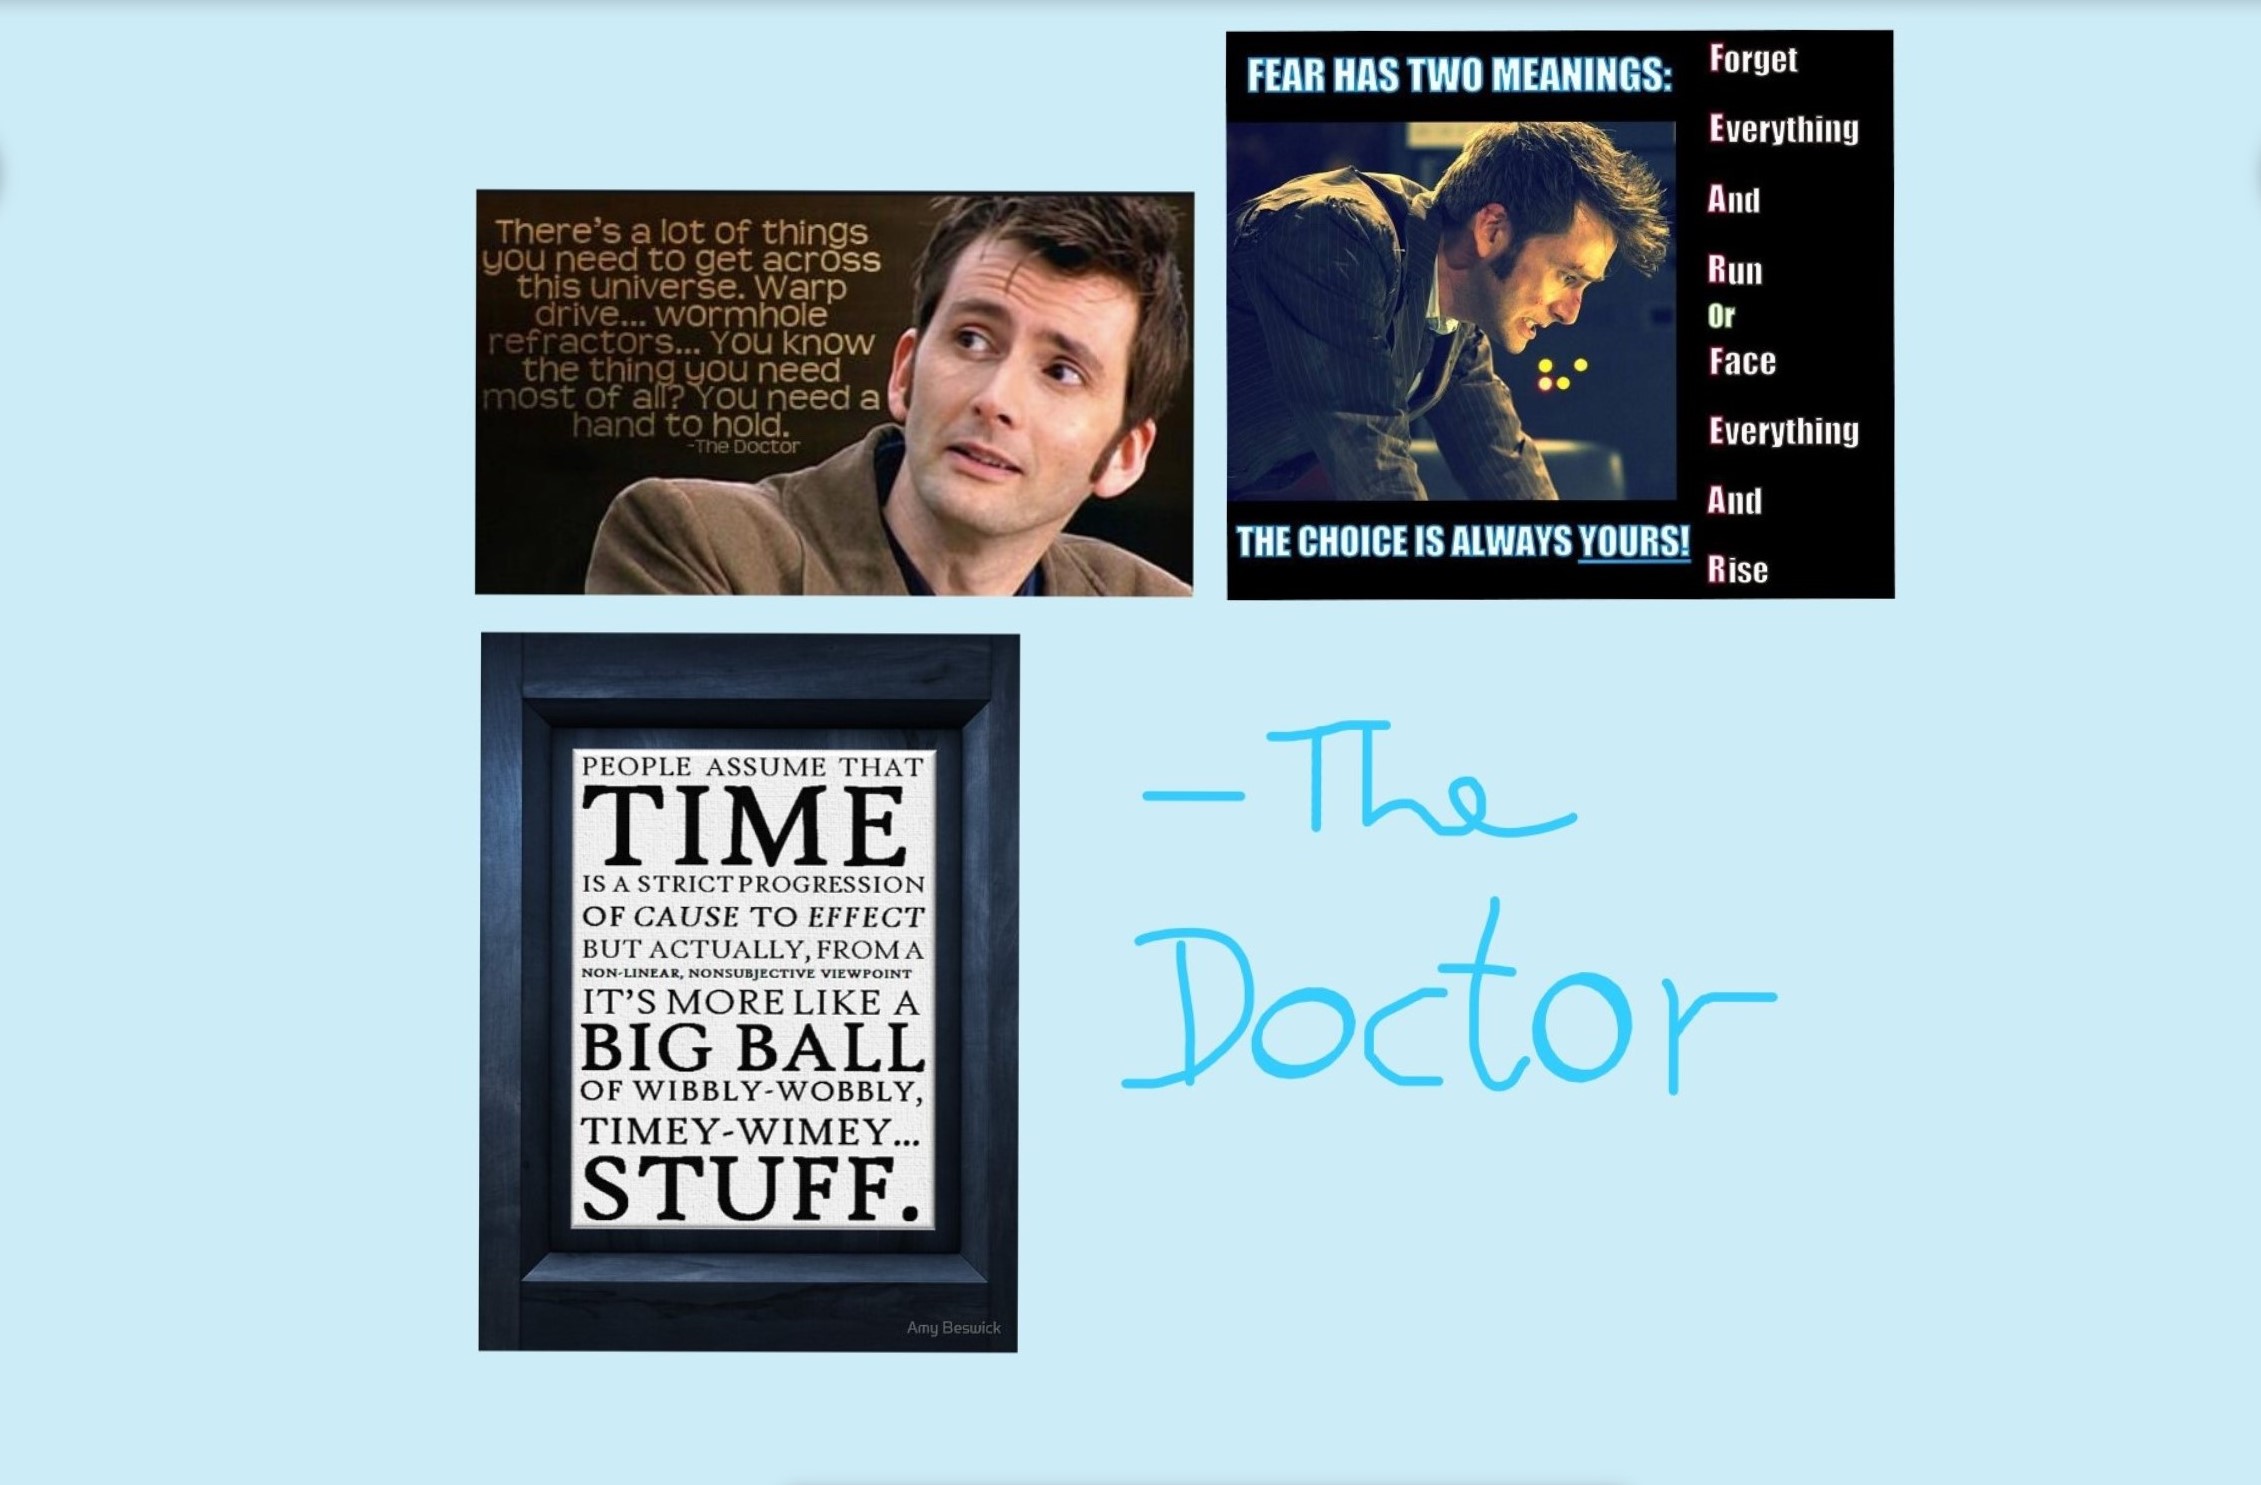 There's a lot of things
you need to get across
this universe. Warp
drive... wormhole
refractors... You know
the thing you need
most of all? You need a
hand to hold.
-The Doctor
FEAR HAS TWO MEANINGS:
THE CHOICE IS ALWAYS YOURS!
Forget
Everything
And
Run
Or
Face
Everything
And
Rise
PEOPLE ASSUME THAT
TIME
IS A STRICT PROGRESSION
OF CAUSE TO EFFECT
BUT ACTUALLY, FROM A
NON-LINEAR, NONSUBJECTIVE VIEWPOINT
IT'S MORE LIKE A
BIG BALL
OF WIBBLY-WOBBLY,
TIMEY-WIMEY...
STUFF.
Amy Beswick
-The
Doctor